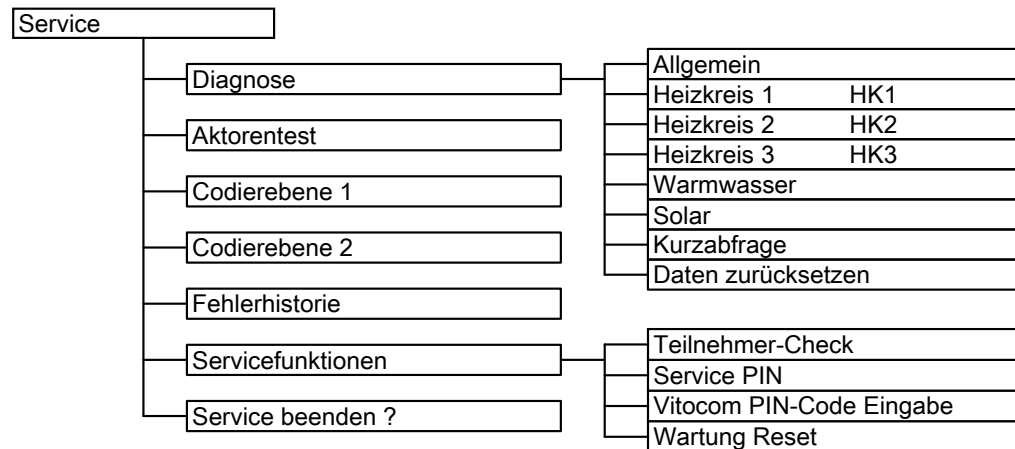 Service
Diagnose
Aktorentest
Codierebene 1
Codierebene 2
Fehlerhistorie
Servicefunktionen
Service beenden ?
Allgemein
Heizkreis 1 HK1
Heizkreis 2 HK2
Heizkreis 3 HK3
Warmwasser
Solar
Kurzabfrage
Daten zurücksetzen
Teilnehmer-Check
Service PIN
Vitocom PIN-Code Eingabe
Wartung Reset